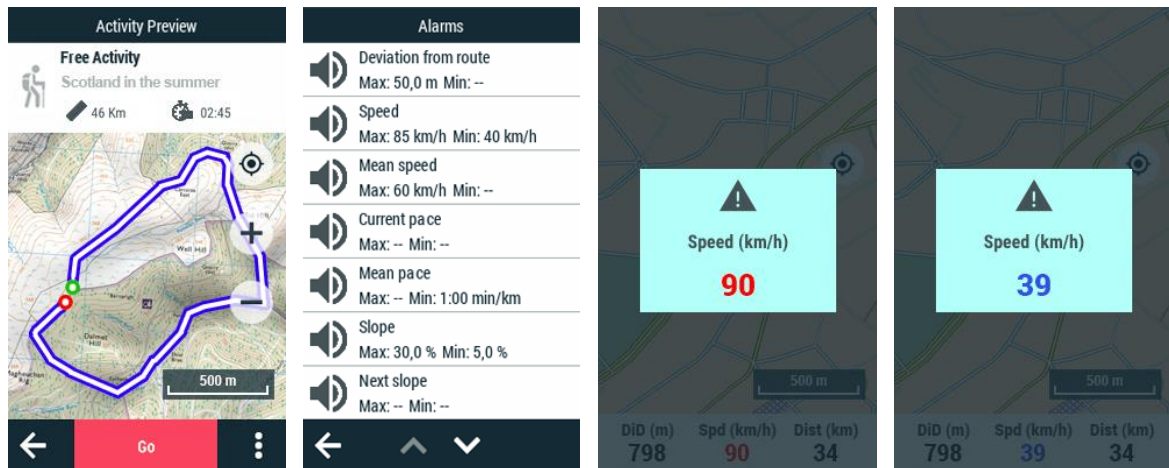 Activity Preview
Free Activity
Scotland in the summer
46 Km
02:45
Well Hill
Dalmot
Hill
500 m
Go
Alarms
Deviation from route
Max: 50,0 m Min: --
Speed
Max: 85 km/h Min: 40 km/h
Mean speed
Max: 60 km/h Min: --
Current pace
Max: -- Min: --
Mean pace
Max: -- Min: 1:00 min/km
Slope
Max: 30,0 % Min: 5,0 %
Next slope
Max: -- Min: --
Speed (km/h)
90
500 m
DiD (m) Spd (km/h) Dist (km)
798 90 34
Speed (km/h)
39
500 m
DiD (m) Spd (km/h) Dist (km)
798 39 34